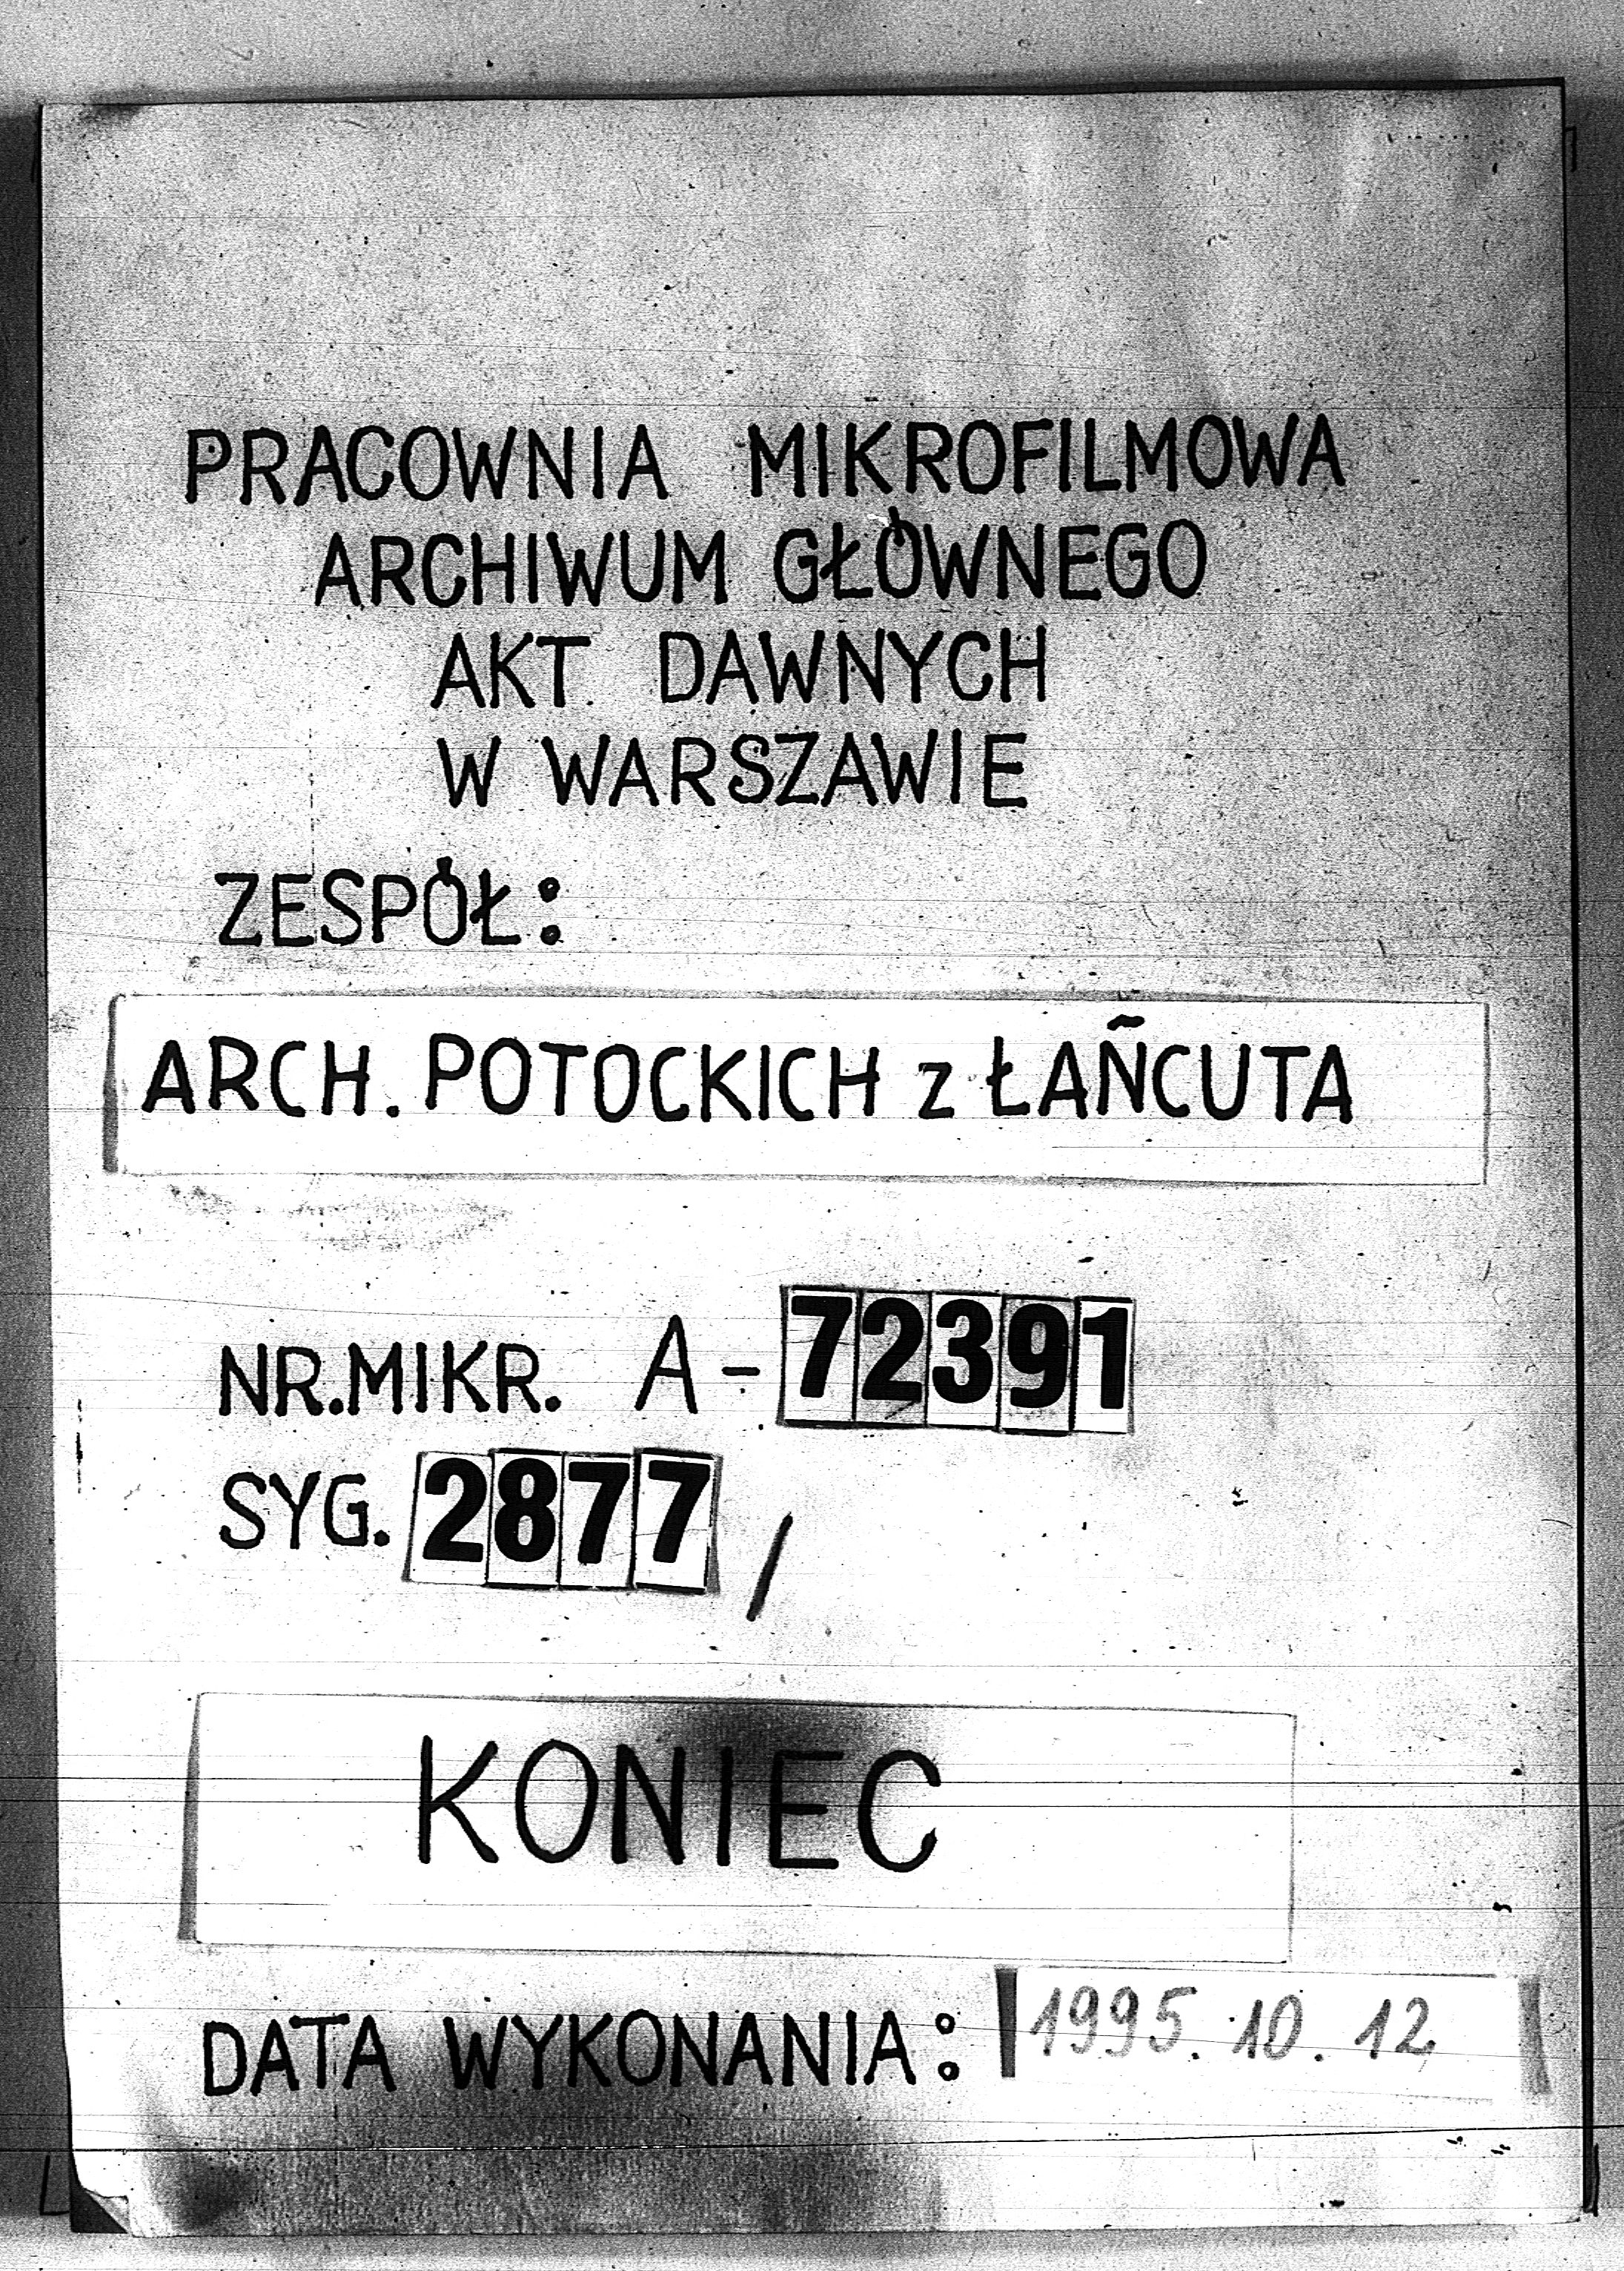 PRACOWNIA MIKROFILMOWA
ARCHIWUM GŁÓWNEGO
AKT DAWNYCH
W WARSZAWIE
ZESPÓŁ:
ARCH. POTOCKICH z ŁAŃCUTA
NR.MIKR. A-72391
SYG. 2877 /
KONIEC
DATA WYKONANIA: 1995.10.12